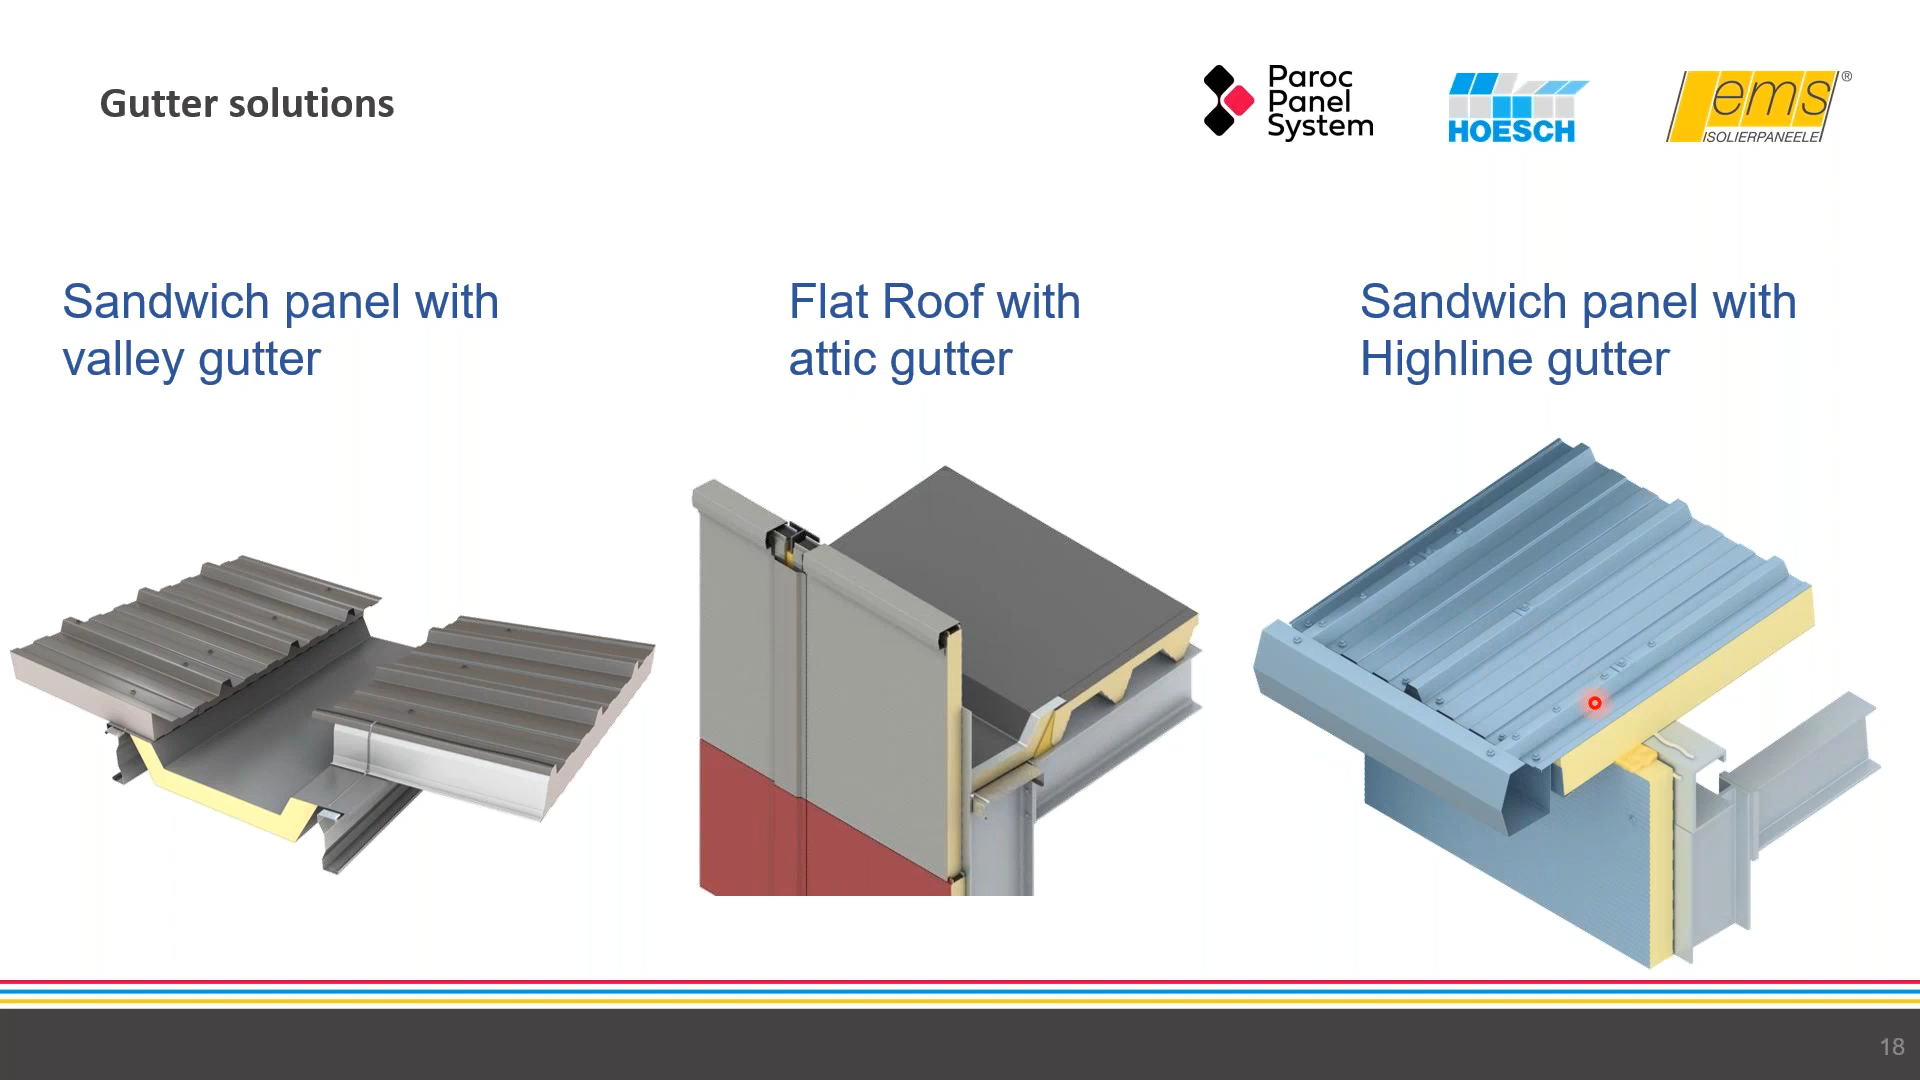 Gutter solutions
Paroc
Panel
System
HOESCH
ems®
ISOLIERPANEELE
Sandwich panel with
valley gutter
Flat Roof with
attic gutter
Sandwich panel with
Highline gutter
18